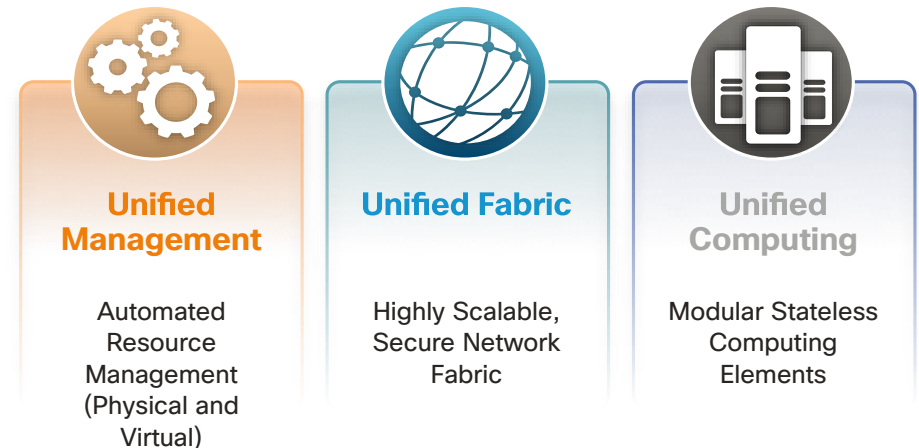 Unified
Management
Automated
Resource
Management
(Physical and
Virtual)
Unified Fabric
Highly Scalable,
Secure Network
Fabric
Unified
Computing
Modular Stateless
Computing
Elements